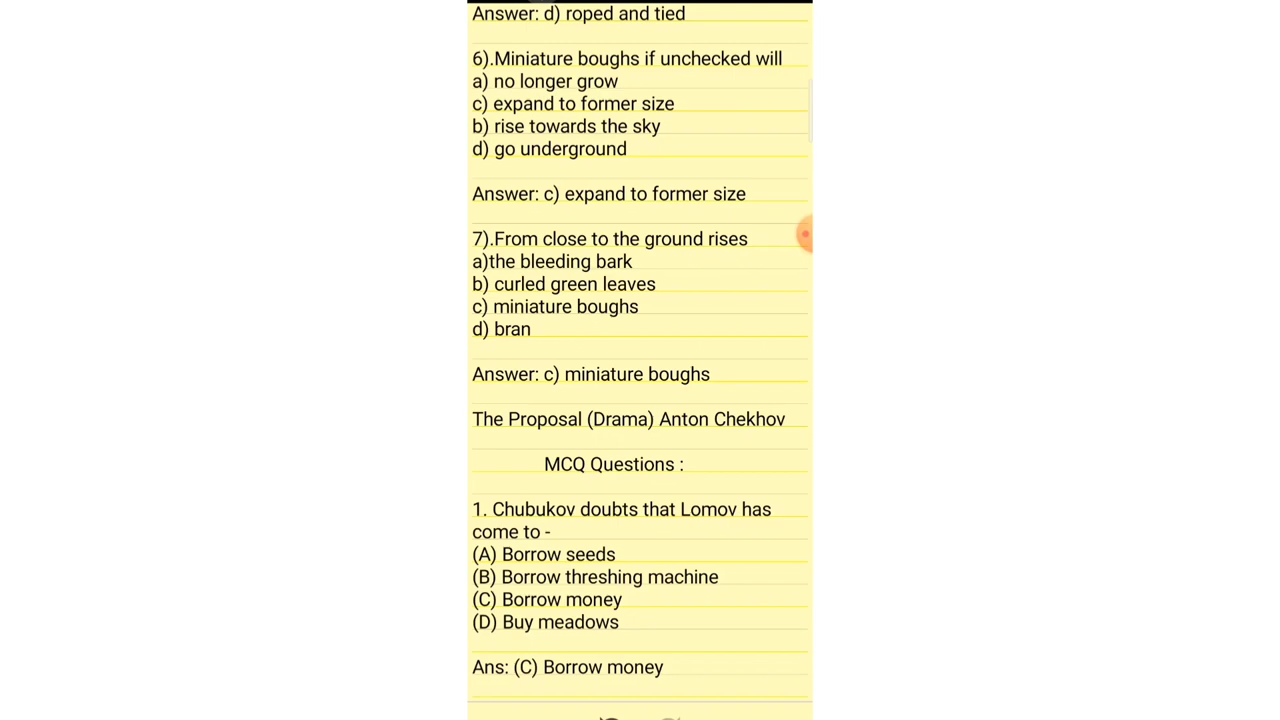 Answer: d) roped and tied
6).Miniature boughs if unchecked will
a) no longer grow
c) expand to former size
b) rise towards the sky
d) go underground
Answer: c) expand to former size
7).From close to the ground rises
a)the bleeding bark
b) curled green leaves
c) miniature boughs
d) bran
Answer: c) miniature boughs
The Proposal (Drama) Anton Chekhov
MCQ Questions :
1. Chubukov doubts that Lomov has
come to -
(A) Borrow seeds
(B) Borrow threshing machine
(C) Borrow money
(D) Buy meadows
Ans: (C) Borrow money